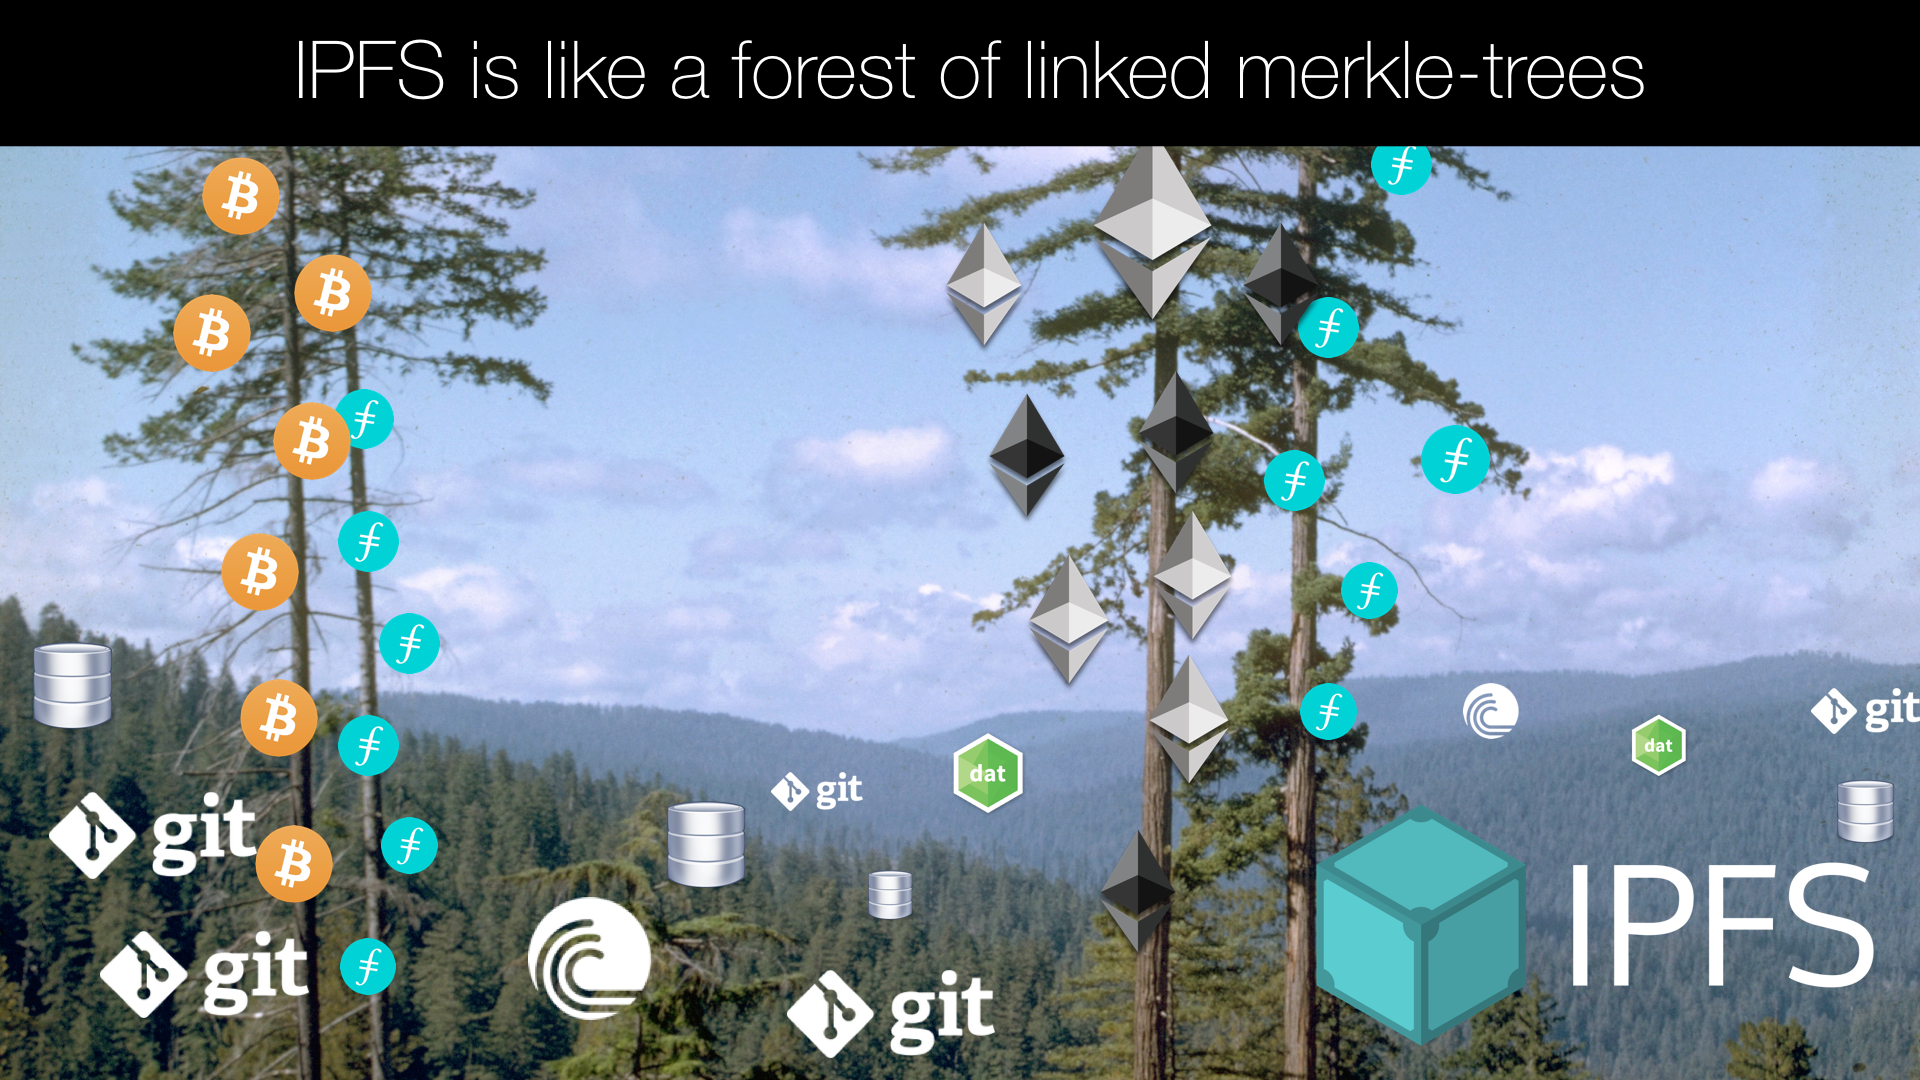 IPFS is like a forest of linked merkle-trees
git
dat
dat
git
git
git
git
IPFS